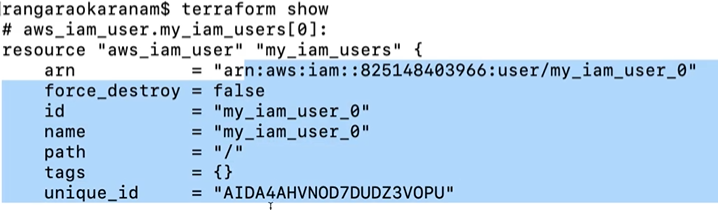 rangaraokaranam$ terraform show
# aws_iam_user.my_iam_users[0]:
resource "aws_iam_user" "my_iam_users" {
    arn           = "arn:aws:iam::825148403966:user/my_iam_user_0"
    force_destroy = false
    id            = "my_iam_user_0"
    name          = "my_iam_user_0"
    path          = "/"
    tags          = {}
    unique_id     = "AIDA4AHVNOD7DUDZ3VOPU"